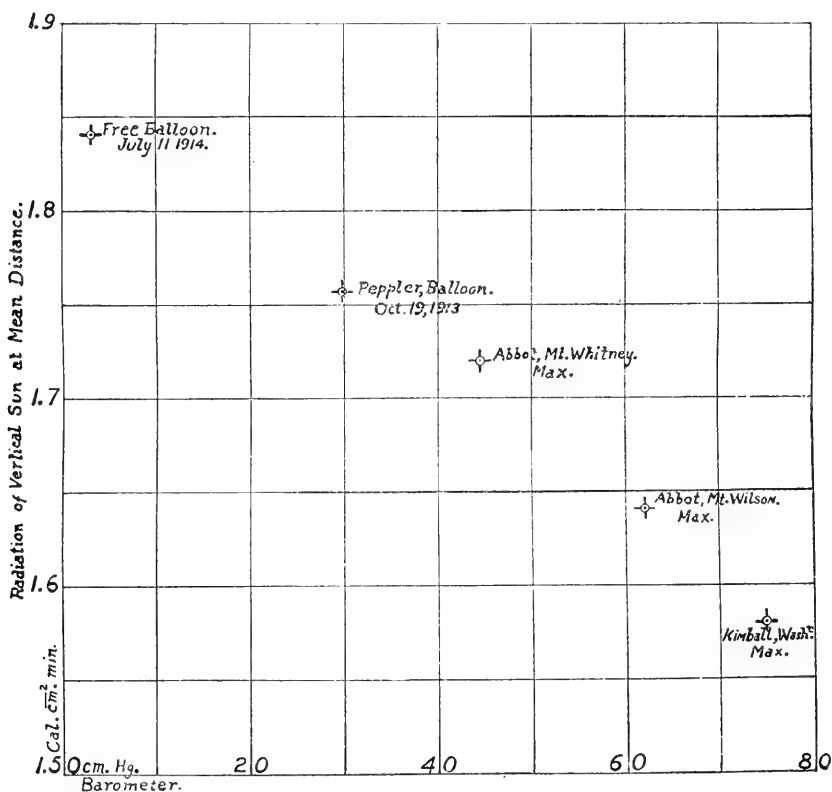 1.9
Free Balloon.
July 11 1914.
1.8
Peppler, Balloon.
Oct. 19, 1913
Abbot, Mt. Whitney.
Max.
1.7
Abbot, Mt. Wilson.
Max.
1.6
Kimball, Wash.
Max.
1.5
0 cm. Hg.
20
40
60
80
Barometer.
Radiation of Vertical Sun at Mean Distance.
Cal. cm.² min.